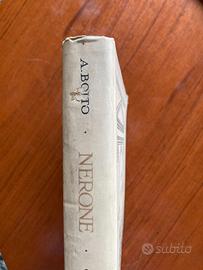 A. BOITO · NERONE ·
subito